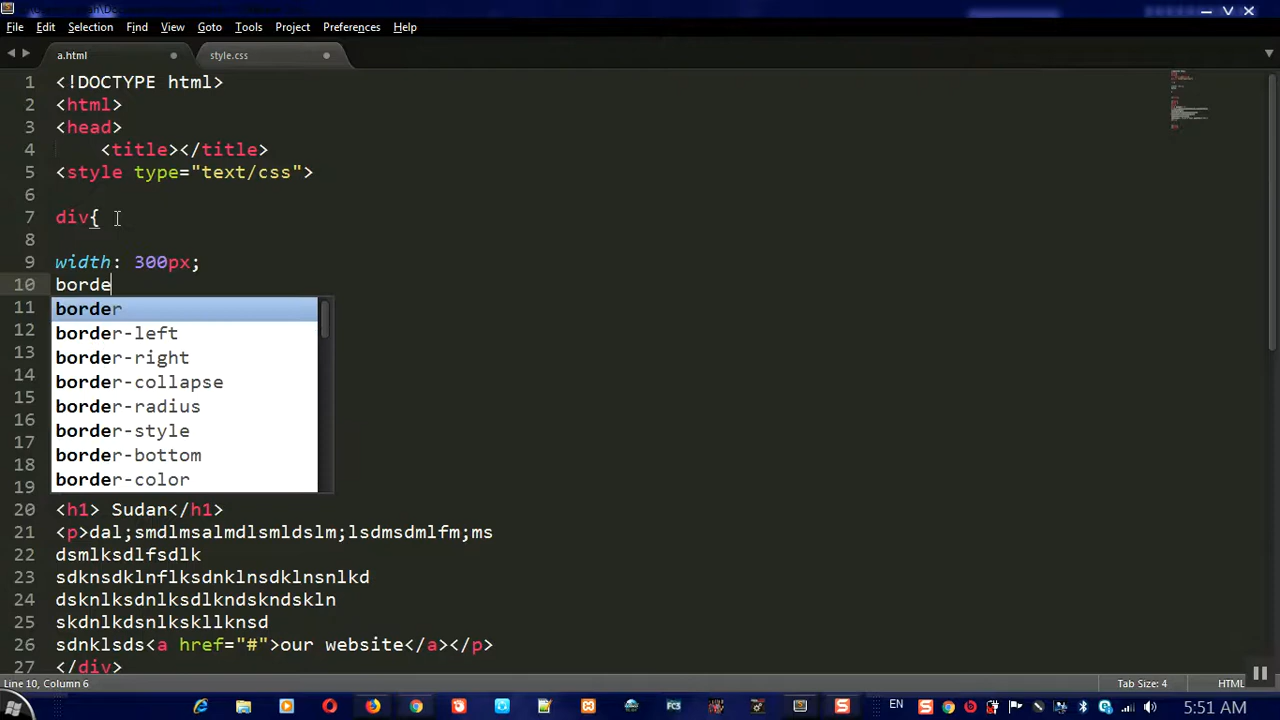 File Edit Selection Find View Goto Tools Project Preferences Help
a.html style.css
1 <!DOCTYPE html>
2 <html>
3 <head>
4 <title></title>
5 <style type="text/css">
6
7 div{
8
9 width: 300px;
10 borde
11 border
12 border-left
13 border-right
14 border-collapse
15 border-radius
16 border-style
17 border-bottom
18 border-color
19
20 <h1> Sudan</h1>
21 <p>dal;smdlmsalmdlsmldslm;lsdmsdmlfm;ms
22 dsmlksdlfsdlk
23 sdknsdklnflksdnklnsdklnsnlkd
24 dsknlksdnlksdlkndskndskln
25 skdnlkdsnlkskllknsd
26 sdnklsds<a href="#">our website</a></p>
27 </div>
Line 10, Column 6 Tab Size: 4 HTML
EN 5:51 AM